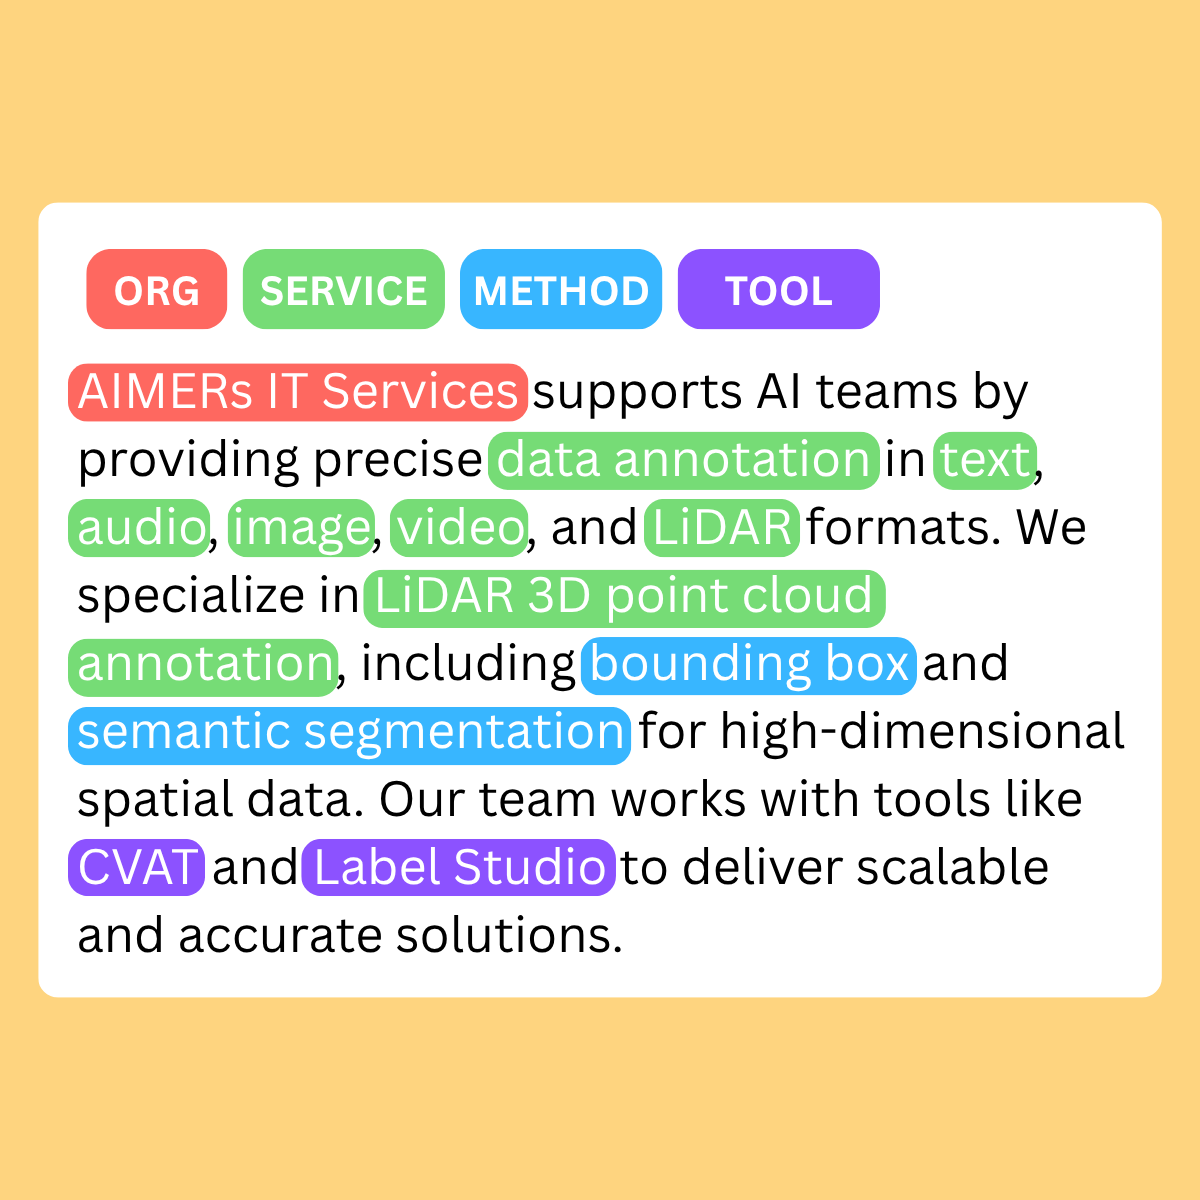 ORG SERVICE METHOD TOOL
AIMERs IT Services supports AI teams by
providing precise data annotation in text,
audio, image, video, and LiDAR formats. We
specialize in LiDAR 3D point cloud
annotation, including bounding box and
semantic segmentation for high-dimensional
spatial data. Our team works with tools like
CVAT and Label Studio to deliver scalable
and accurate solutions.